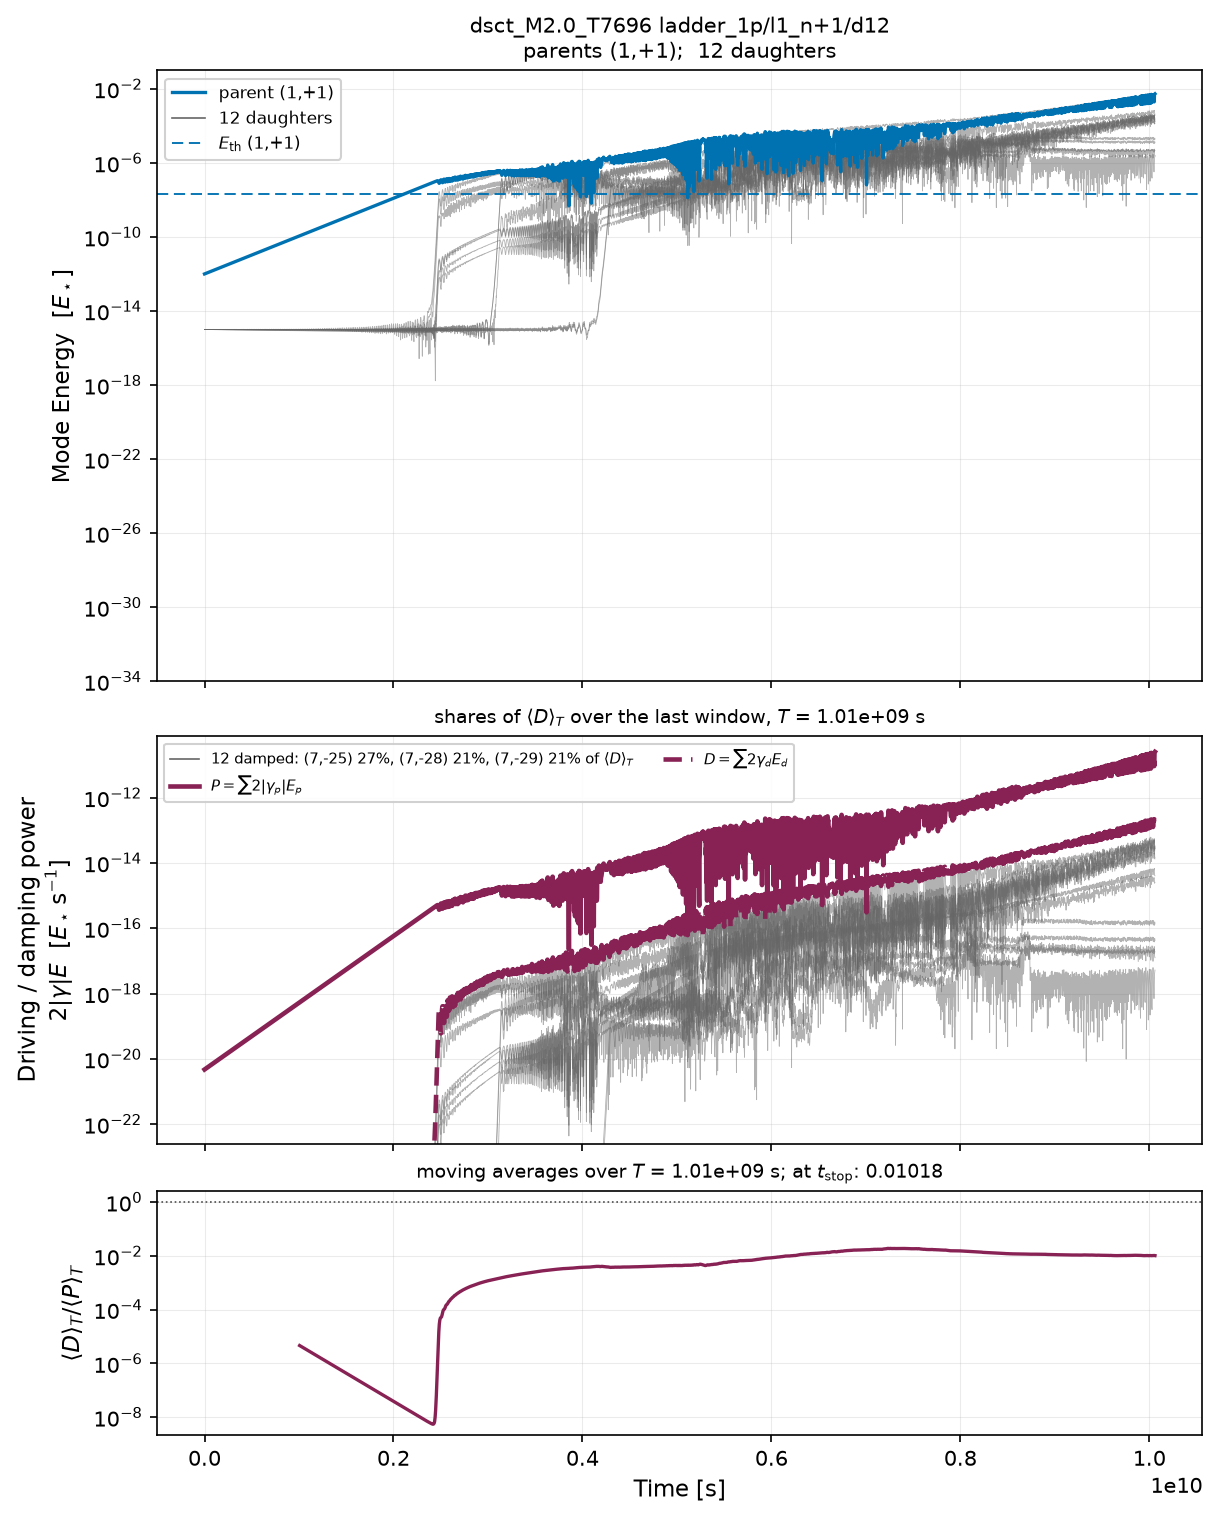 dsct_M2.0_T7696 ladder_1p/l1_n+1/d12
parents (1,+1);  12 daughters
parent (1,+1)
12 daughters
E_th (1,+1)
Mode Energy [E⋆]
10⁻²
10⁻⁶
10⁻¹⁰
10⁻¹⁴
10⁻¹⁸
10⁻²²
10⁻²⁶
10⁻³⁰
10⁻³⁴
shares of ⟨D⟩_T over the last window, T = 1.01e+09 s
12 damped: (7,-25) 27%, (7,-28) 21%, (7,-29) 21% of ⟨D⟩_T
P = ∑2|γ_p|E_p
D = ∑2γ_dE_d
Driving / damping power
2|γ|E [E⋆ s⁻¹]
10⁻¹²
10⁻¹⁴
10⁻¹⁶
10⁻¹⁸
10⁻²⁰
10⁻²²
moving averages over T = 1.01e+09 s; at t_stop: 0.01018
⟨D⟩_T/⟨P⟩_T
10⁰
10⁻²
10⁻⁴
10⁻⁶
10⁻⁸
0.0 0.2 0.4 0.6 0.8 1.0
1e10
Time [s]